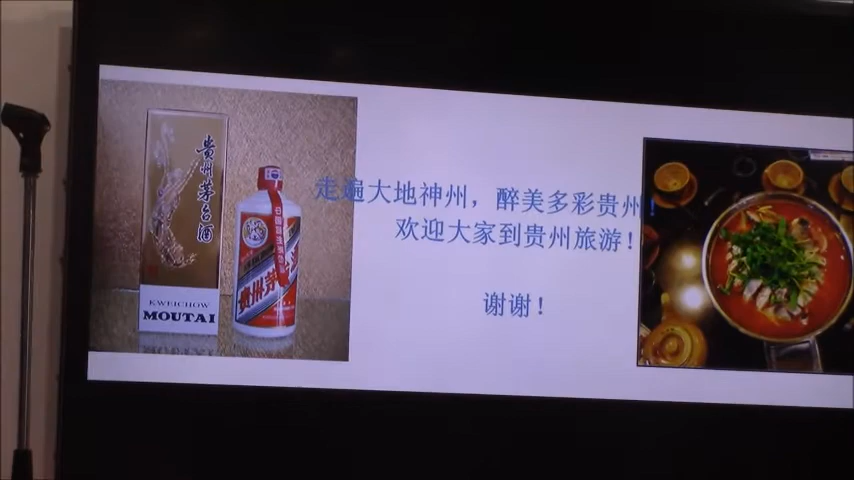 贵州茅台酒
KWEICHOW
MOUTAI
贵州茅
走遍大地神州，醉美多彩贵州！
欢迎大家到贵州旅游！
谢谢！